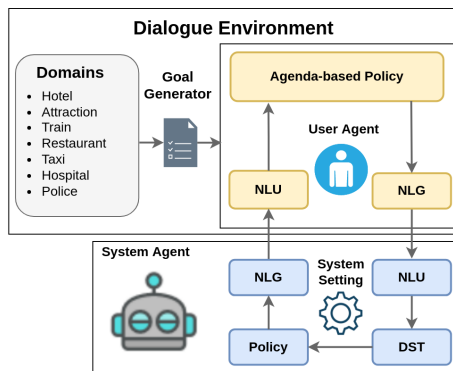 Dialogue Environment
Domains
• Hotel
• Attraction
• Train
• Restaurant
• Taxi
• Hospital
• Police
Goal
Generator
Agenda-based Policy
User Agent
NLU
NLG
System Agent
NLG
System
Setting
NLU
Policy
DST